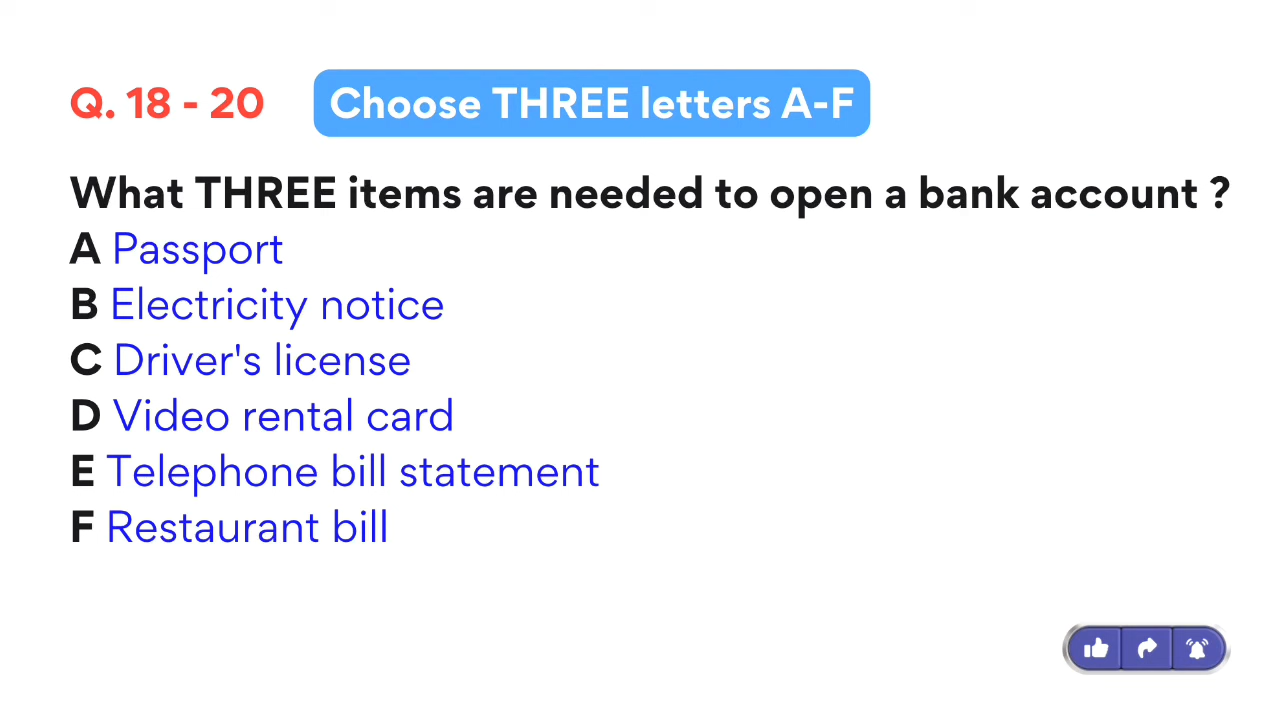 Q. 18 - 20 Choose THREE letters A-F
What THREE items are needed to open a bank account ?
A Passport
B Electricity notice
C Driver's license
D Video rental card
E Telephone bill statement
F Restaurant bill